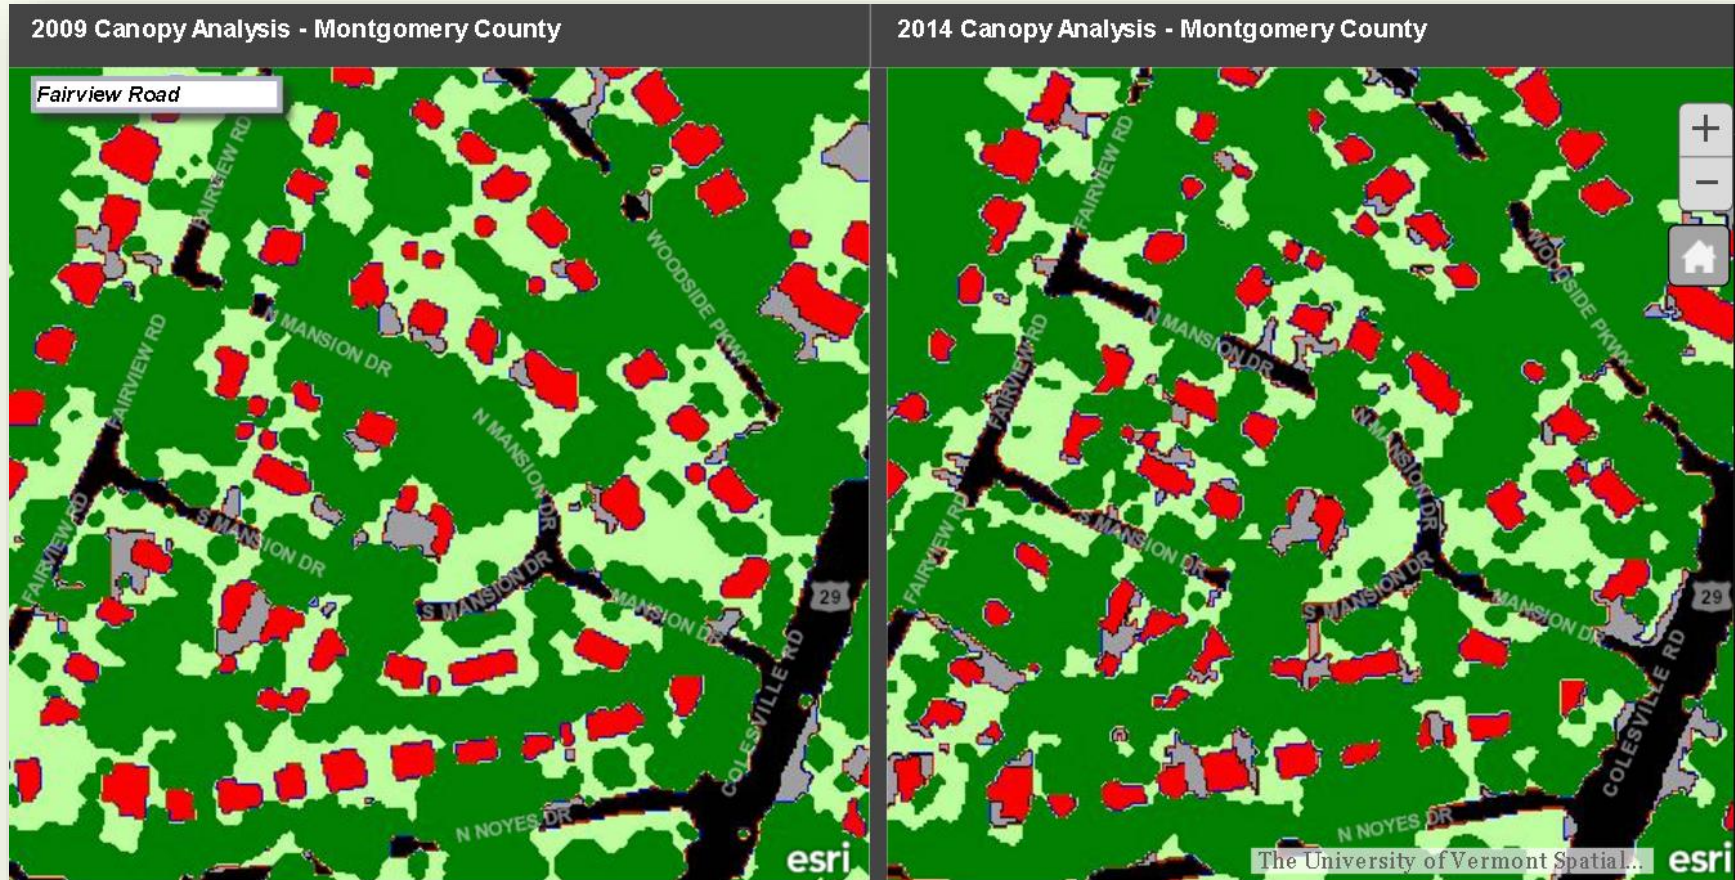 2009 Canopy Analysis - Montgomery County
Fairview Road
FAIRVIEW RD
WOODSIDE PKWY
N MANSION DR
FAIRVIEW RD
N MANSION DR
S MANSION DR
FAIRVIEW RD
S MANSION DR
MANSION DR
29
COLESVILLE RD
N NOYES DR
esri
2014 Canopy Analysis - Montgomery County
+
−
FAIRVIEW RD
WOODSIDE PKWY
N MANSION DR
FAIRVIEW RD
N MANSION DR
S MANSION DR
FAIRVIEW RD
S MANSION DR
MANSION DR
29
COLESVILLE RD
N NOYES DR
The University of Vermont Spatial...
esri